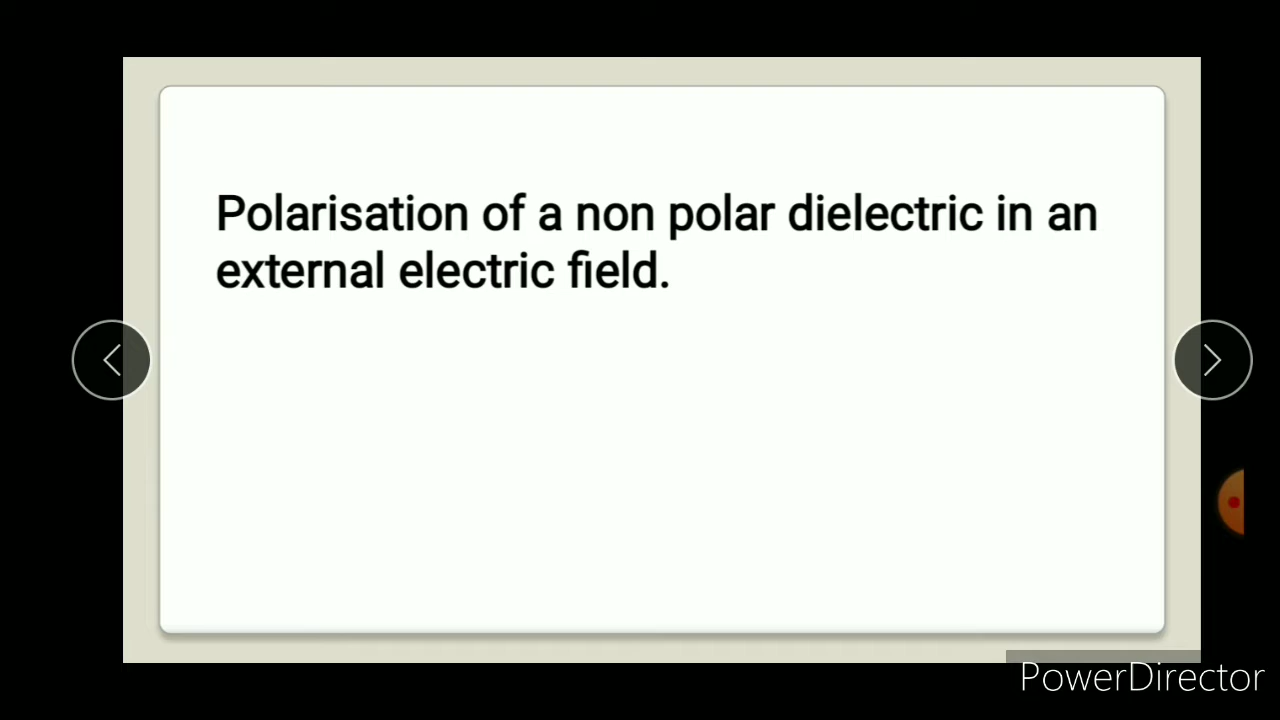 Polarisation of a non polar dielectric in an
external electric field.
PowerDirector